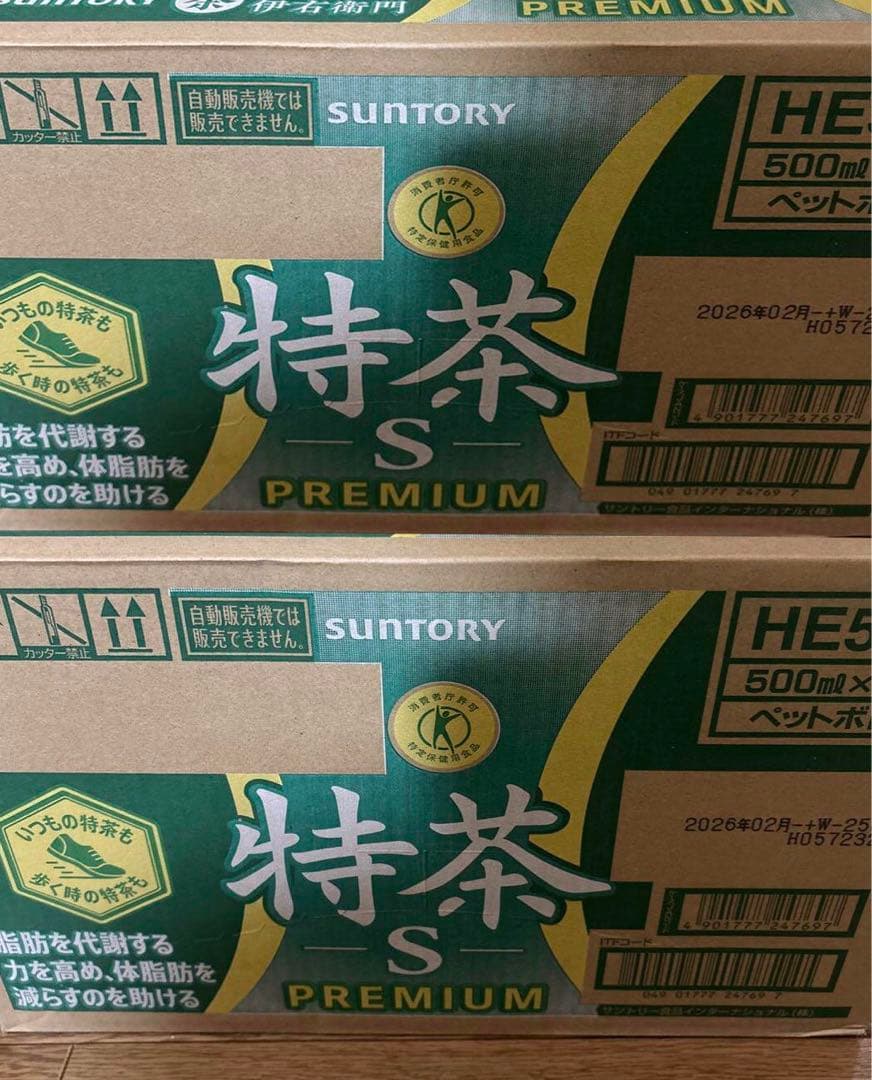 SUNTORY 茶 伊右衛門
PREMIUM
カッター禁止
自動販売機では
販売できません。
SUNTORY
HE
500ml
ペットボ
消費者庁許可
特定保健用食品
いつもの特茶も
歩く時の特茶も
特茶
S
PREMIUM
2026年02月-+W-2
H0572
肪を代謝する
を高め、体脂肪を
らすのを助ける
4 901777 247697
ITFコード
049 01777 24769 7
サントリー食品インターナショナル(株)
カッター禁止
自動販売機では
販売できません。
SUNTORY
HE5
500ml×
ペットボ
消費者庁許可
特定保健用食品
いつもの特茶も
歩く時の特茶も
特茶
S
PREMIUM
2026年02月-+W-25
H05723
脂肪を代謝する
力を高め、体脂肪を
減らすのを助ける
4 901777 247697
ITFコード
049 01777 24769 7
サントリー食品インターナショナル(株)